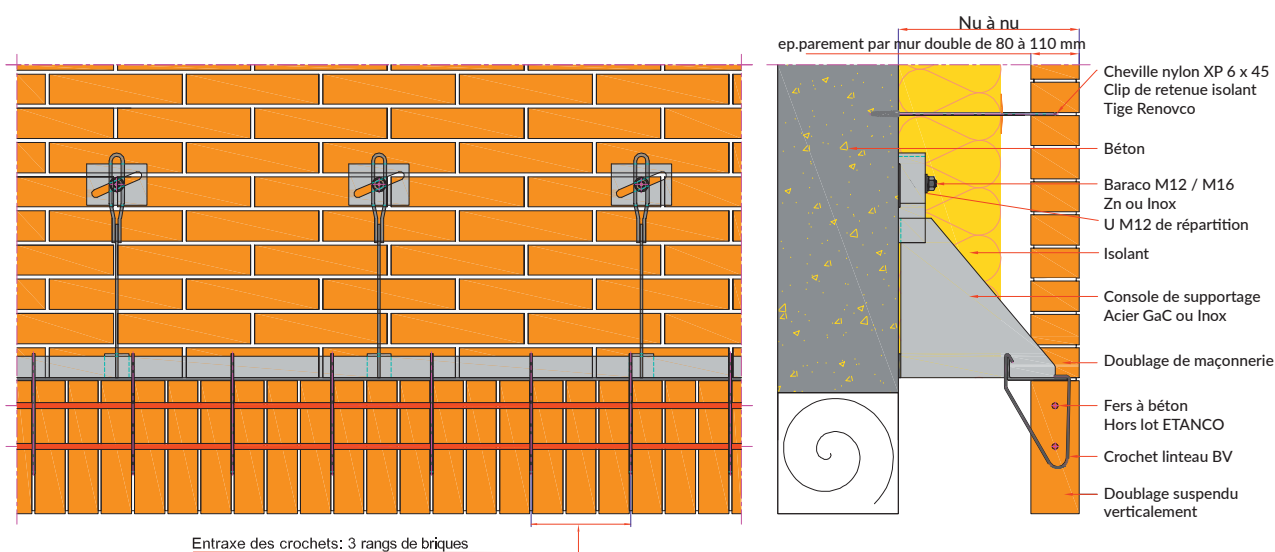 Nu à nu
ep.parement par mur double de 80 à 110 mm
Cheville nylon XP 6 x 45
Clip de retenue isolant
Tige Renovco
Béton
Baraco M12 / M16
Zn ou Inox
U M12 de répartition
Isolant
Console de supportage
Acier GaC ou Inox
Doublage de maçonnerie
Fers à béton
Hors lot ETANCO
Crochet linteau BV
Doublage suspendu
verticalement
Entraxe des crochets: 3 rangs de briques